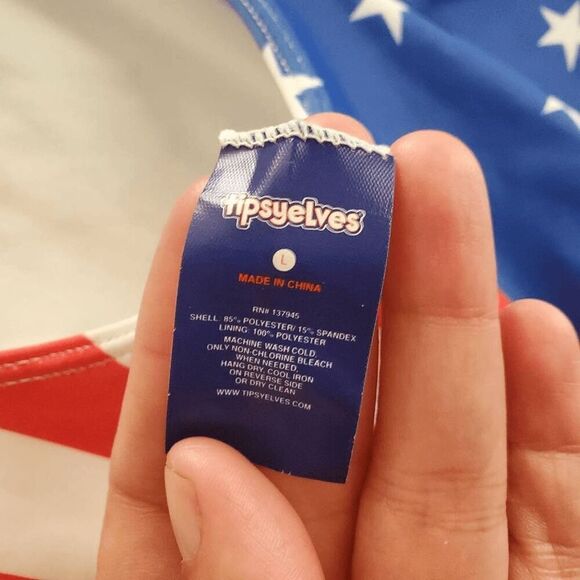 tipsyelves
L
MADE IN CHINA
RN# 137945
SHELL: 85% POLYESTER/ 15% SPANDEX
LINING: 100% POLYESTER
MACHINE WASH COLD,
ONLY NON-CHLORINE BLEACH
WHEN NEEDED,
HANG DRY, COOL IRON
ON REVERSE SIDE
OR DRY CLEAN
WWW.TIPSYELVES.COM